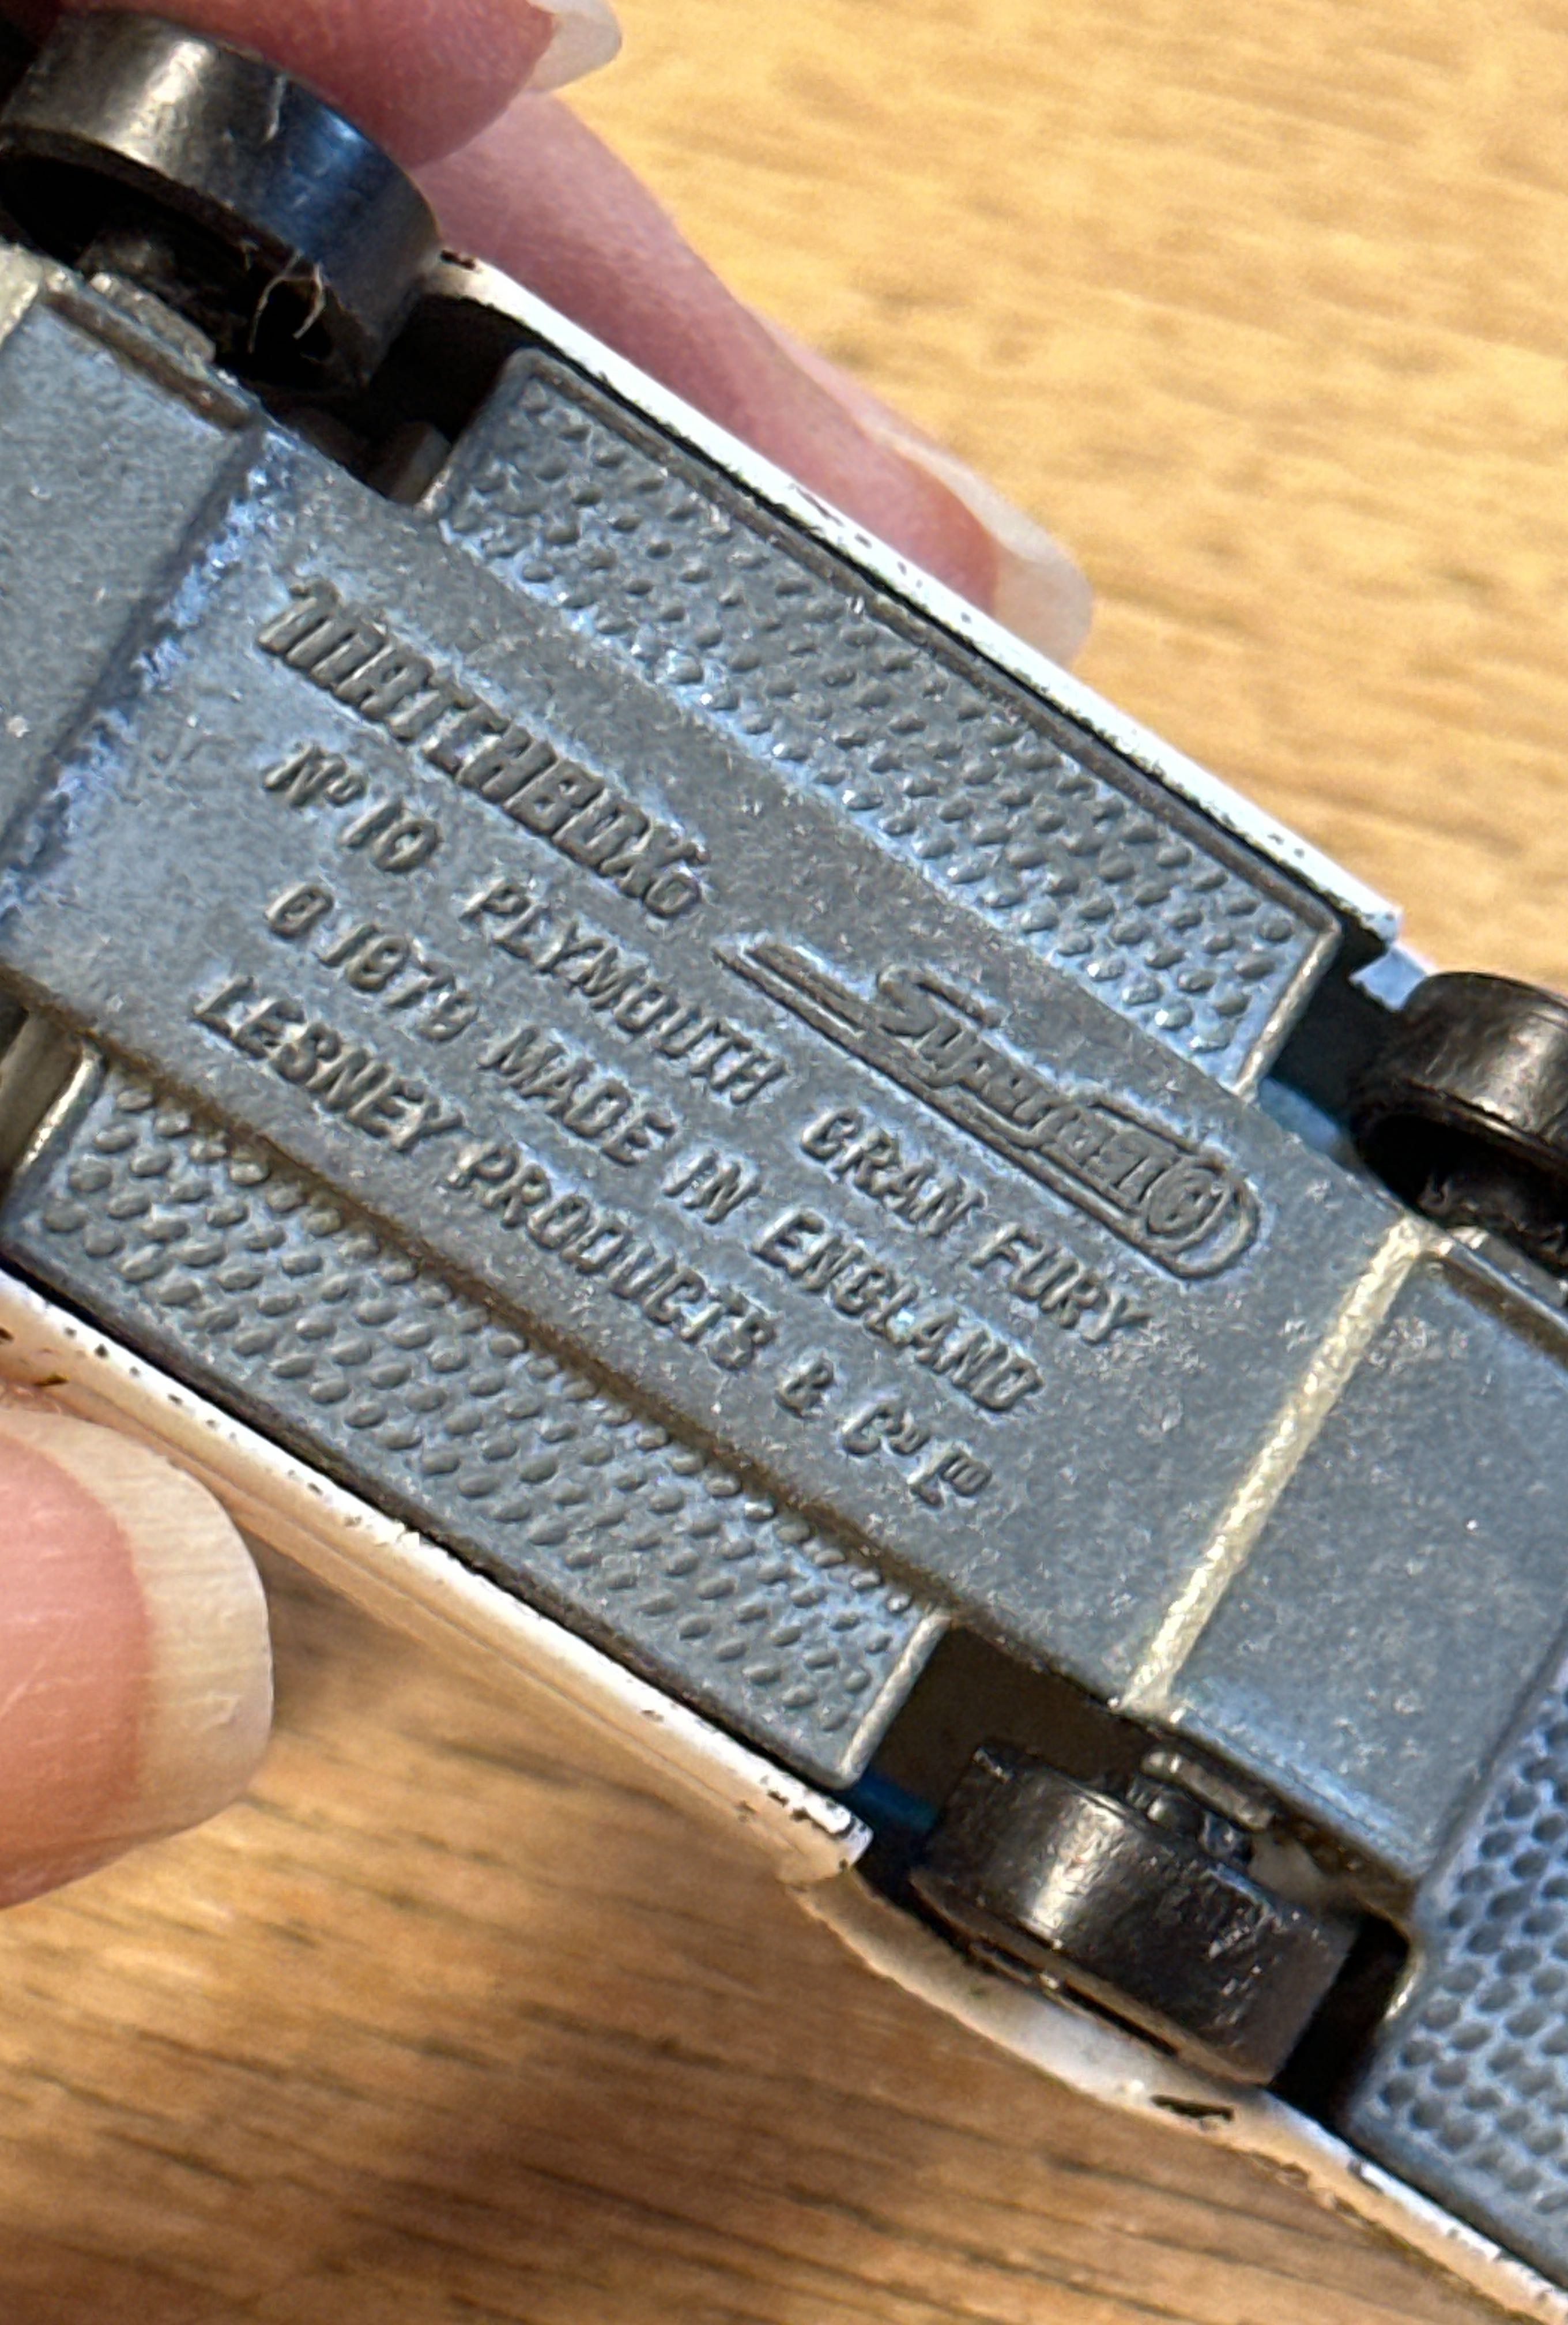 MATCHBOX®
Superfast®
Nº 10 PLYMOUTH GRAN FURY
© 1979 MADE IN ENGLAND
LESNEY PRODUCTS & Cº Lᵀᴰ